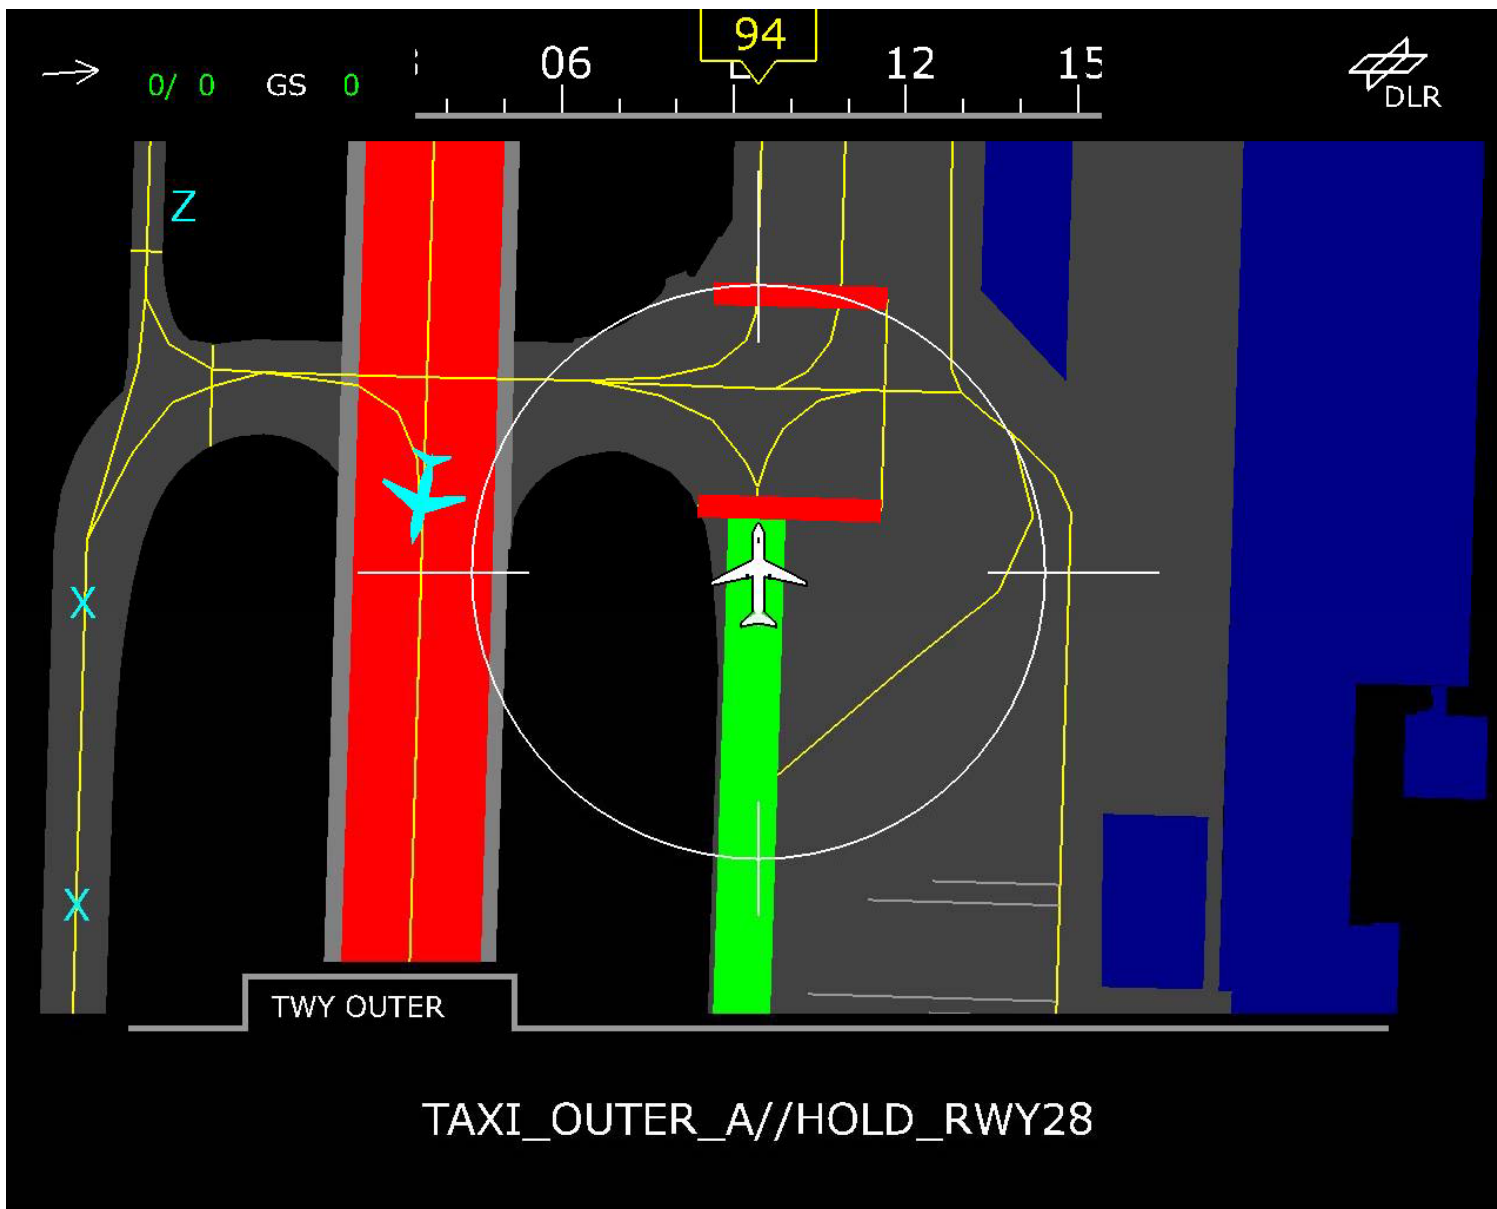 94
06 12 15
0/ 0 GS 0
DLR
Z
X
X
TWY OUTER
TAXI_OUTER_A//HOLD_RWY28